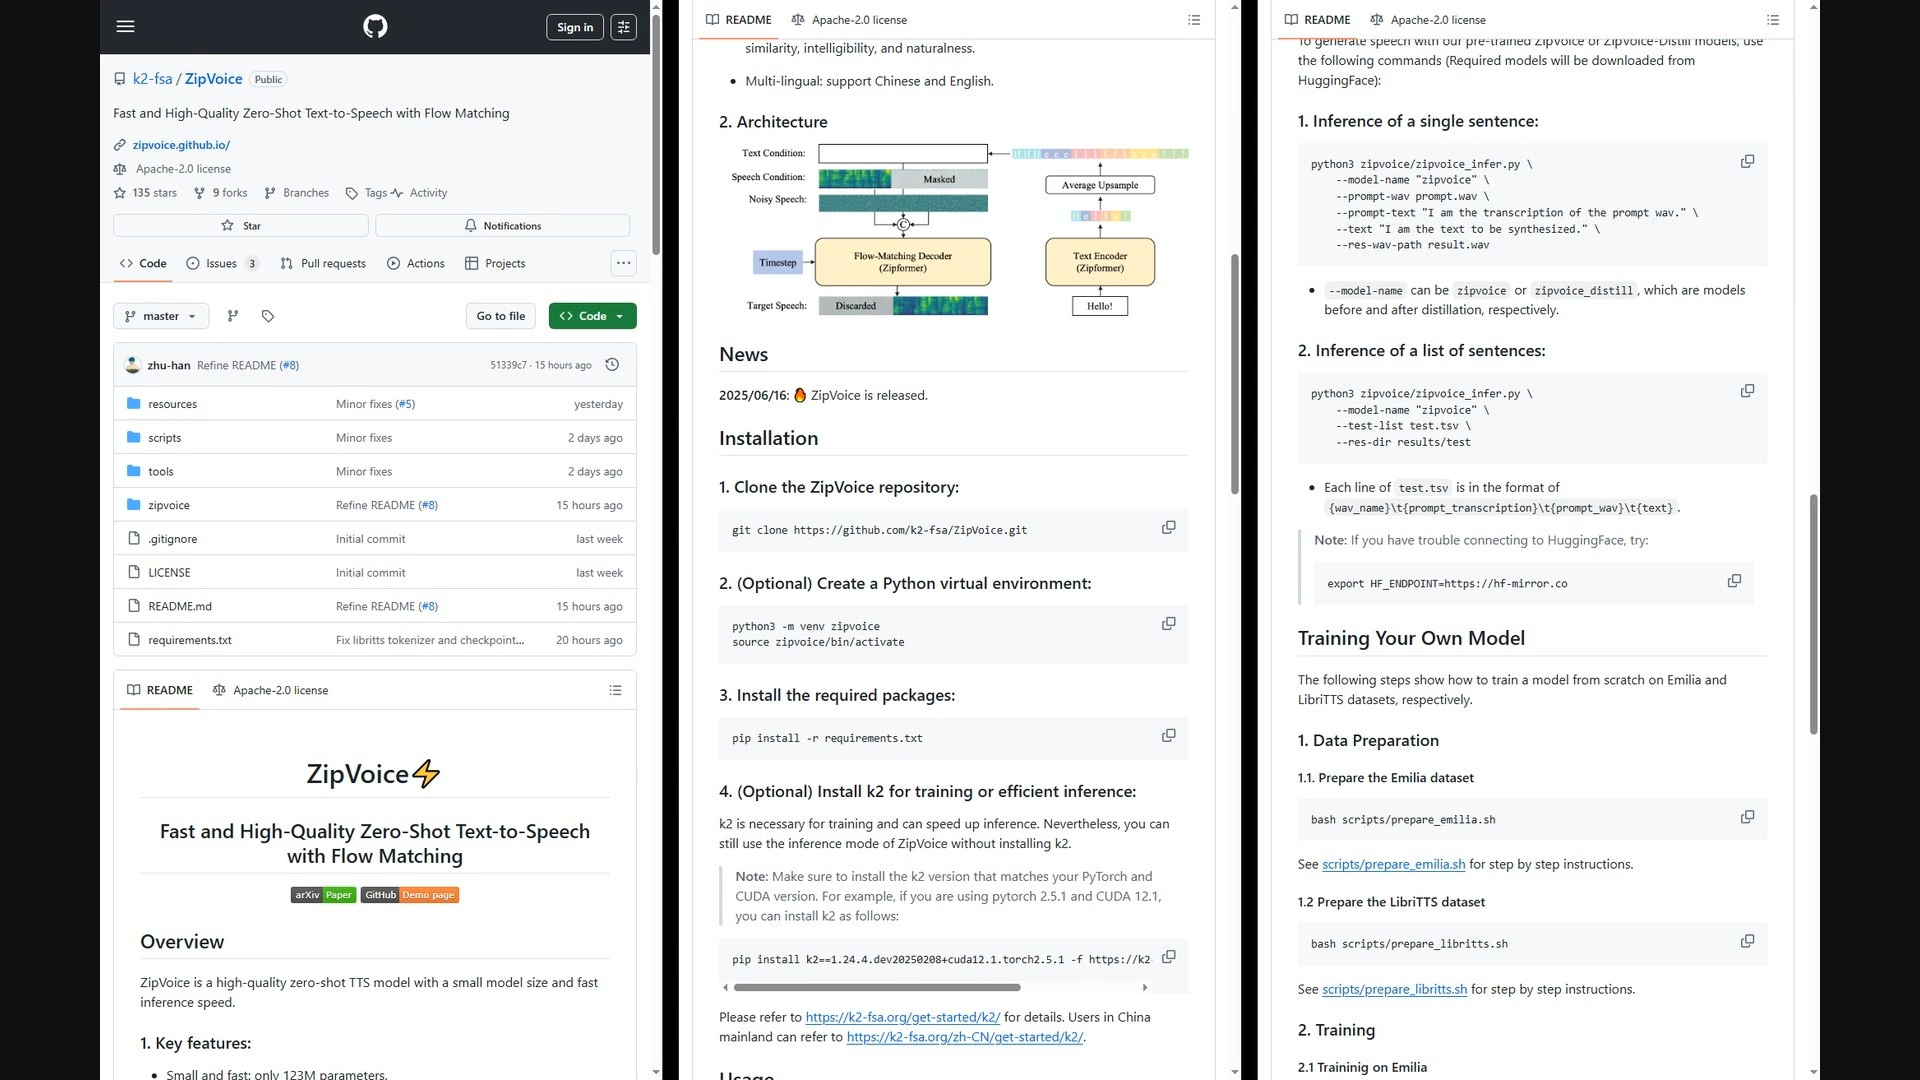 Sign in
k2-fsa / ZipVoice Public
Fast and High-Quality Zero-Shot Text-to-Speech with Flow Matching
zipvoice.github.io/
Apache-2.0 license
135 stars 9 forks Branches Tags Activity
Star Notifications
Code Issues 3 Pull requests Actions Projects
master Go to file Code
zhu-han Refine README (#8) 51339c7 · 15 hours ago
resources Minor fixes (#5) yesterday
scripts Minor fixes 2 days ago
tools Minor fixes 2 days ago
zipvoice Refine README (#8) 15 hours ago
.gitignore Initial commit last week
LICENSE Initial commit last week
README.md Refine README (#8) 15 hours ago
requirements.txt Fix libritts tokenizer and checkpoint... 20 hours ago
README Apache-2.0 license
ZipVoice⚡
Fast and High-Quality Zero-Shot Text-to-Speech
with Flow Matching
arXiv Paper GitHub Demo page
Overview
ZipVoice is a high-quality zero-shot TTS model with a small model size and fast
inference speed.
1. Key features:
• Small and fast: only 123M parameters.
README Apache-2.0 license
similarity, intelligibility, and naturalness.
• Multi-lingual: support Chinese and English.
2. Architecture
Text Condition:
Speech Condition: Masked
Noisy Speech:
C
Timestep Flow-Matching Decoder
(Zipformer)
Target Speech: Discarded
Average Upsample
Hello!
Text Encoder
(Zipformer)
Hello!
News
2025/06/16: 🔥 ZipVoice is released.
Installation
1. Clone the ZipVoice repository:
git clone https://github.com/k2-fsa/ZipVoice.git
2. (Optional) Create a Python virtual environment:
python3 -m venv zipvoice
source zipvoice/bin/activate
3. Install the required packages:
pip install -r requirements.txt
4. (Optional) Install k2 for training or efficient inference:
k2 is necessary for training and can speed up inference. Nevertheless, you can
still use the inference mode of ZipVoice without installing k2.
Note: Make sure to install the k2 version that matches your PyTorch and
CUDA version. For example, if you are using pytorch 2.5.1 and CUDA 12.1,
you can install k2 as follows:
pip install k2==1.24.4.dev20250208+cuda12.1.torch2.5.1 -f https://k2-
Please refer to https://k2-fsa.org/get-started/k2/ for details. Users in China
mainland can refer to https://k2-fsa.org/zh-CN/get-started/k2/.
Usage
README Apache-2.0 license
To generate speech with our pre-trained ZipVoice or ZipVoice-Distill models, use
the following commands (Required models will be downloaded from
HuggingFace):
1. Inference of a single sentence:
python3 zipvoice/zipvoice_infer.py \
--model-name "zipvoice" \
--prompt-wav prompt.wav \
--prompt-text "I am the transcription of the prompt wav." \
--text "I am the text to be synthesized." \
--res-wav-path result.wav
• --model-name can be zipvoice or zipvoice_distill, which are models
before and after distillation, respectively.
2. Inference of a list of sentences:
python3 zipvoice/zipvoice_infer.py \
--model-name "zipvoice" \
--test-list test.tsv \
--res-dir results/test
• Each line of test.tsv is in the format of
{wav_name}\t{prompt_transcription}\t{prompt_wav}\t{text}.
Note: If you have trouble connecting to HuggingFace, try:
export HF_ENDPOINT=https://hf-mirror.co
Training Your Own Model
The following steps show how to train a model from scratch on Emilia and
LibriTTS datasets, respectively.
1. Data Preparation
1.1. Prepare the Emilia dataset
bash scripts/prepare_emilia.sh
See scripts/prepare_emilia.sh for step by step instructions.
1.2 Prepare the LibriTTS dataset
bash scripts/prepare_libritts.sh
See scripts/prepare_libritts.sh for step by step instructions.
2. Training
2.1 Traininig on Emilia